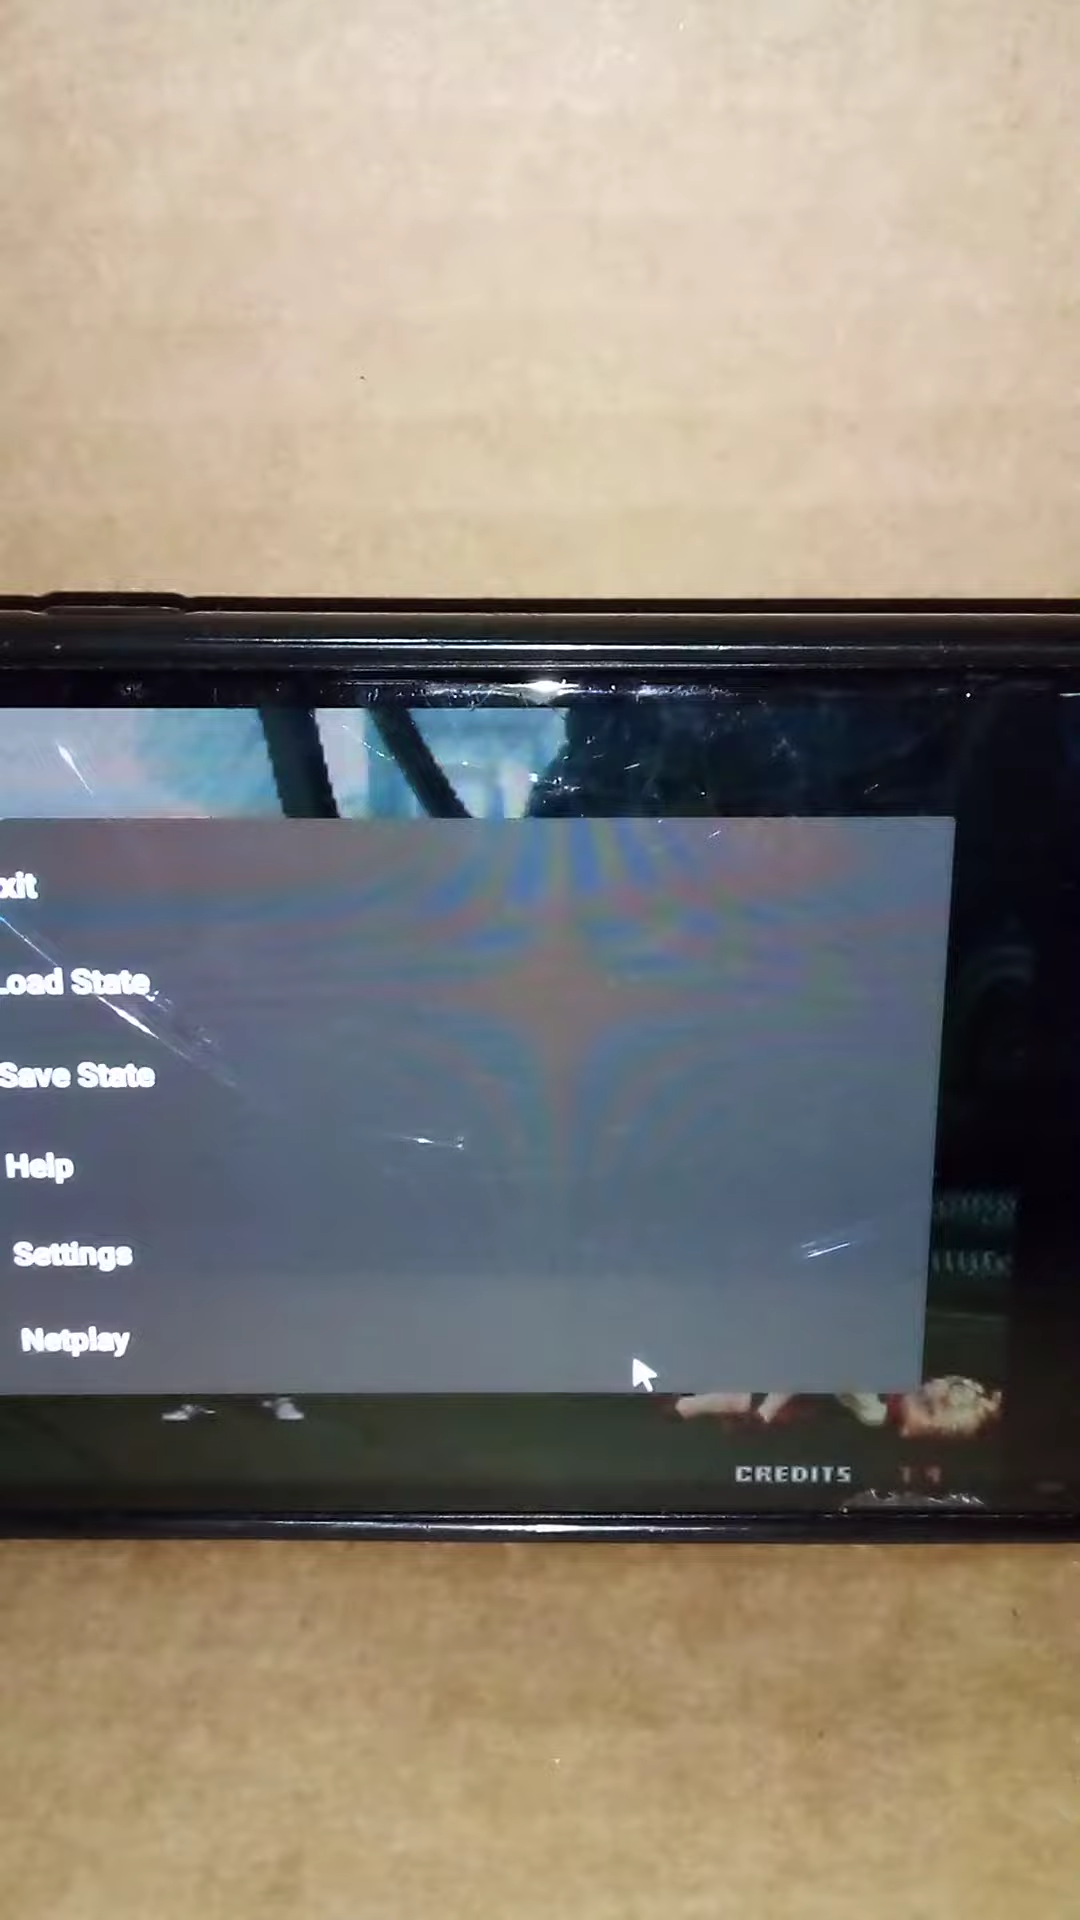 xit
Load State
Save State
Help
Settings
Netplay
CREDITS